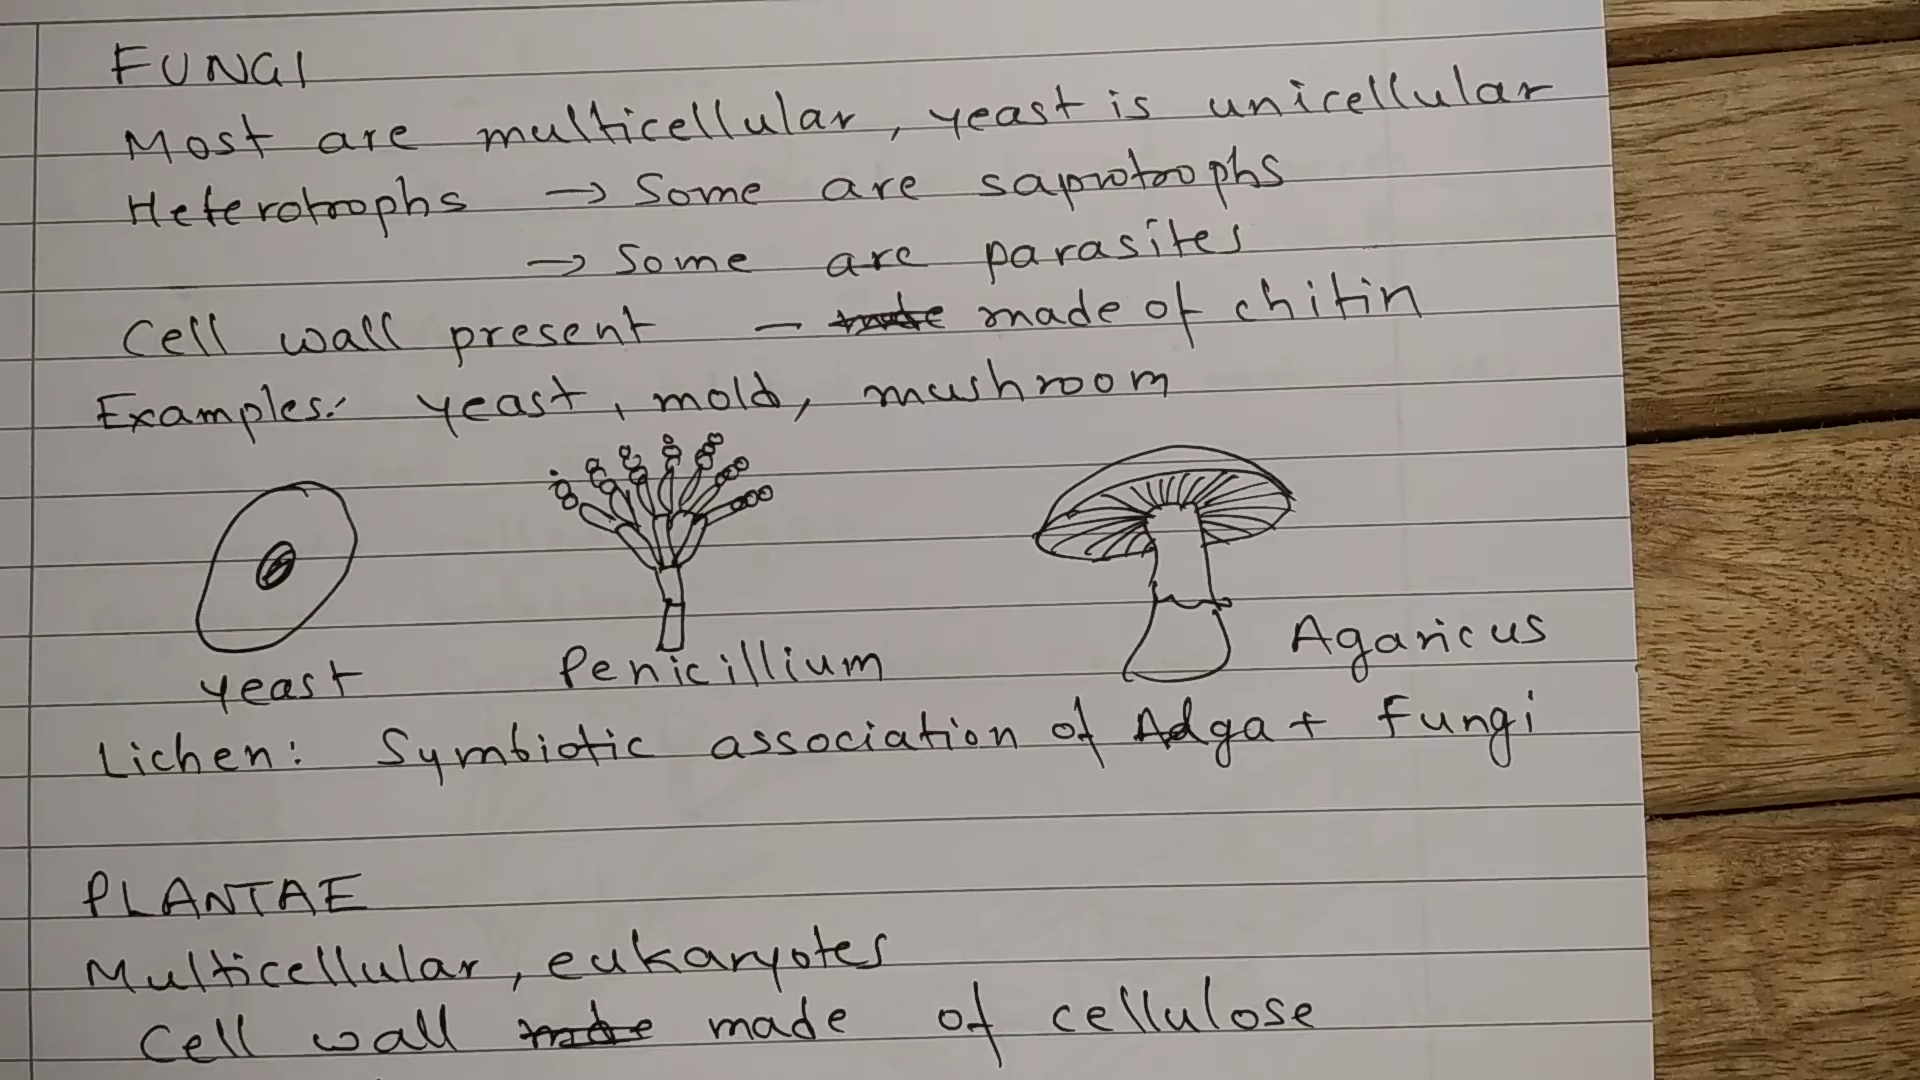 FUNGI
Most are multicellular, yeast is unicellular
Heterotrophs → Some are saprotrophs
→ Some are parasites
Cell wall present - made of chitin
Examples: yeast, mold, mushroom
yeast
Penicillium
Agaricus
Lichen: Symbiotic association of Adga + Fungi
PLANTAE
Multicellular, eukaryotes
Cell wall made of cellulose